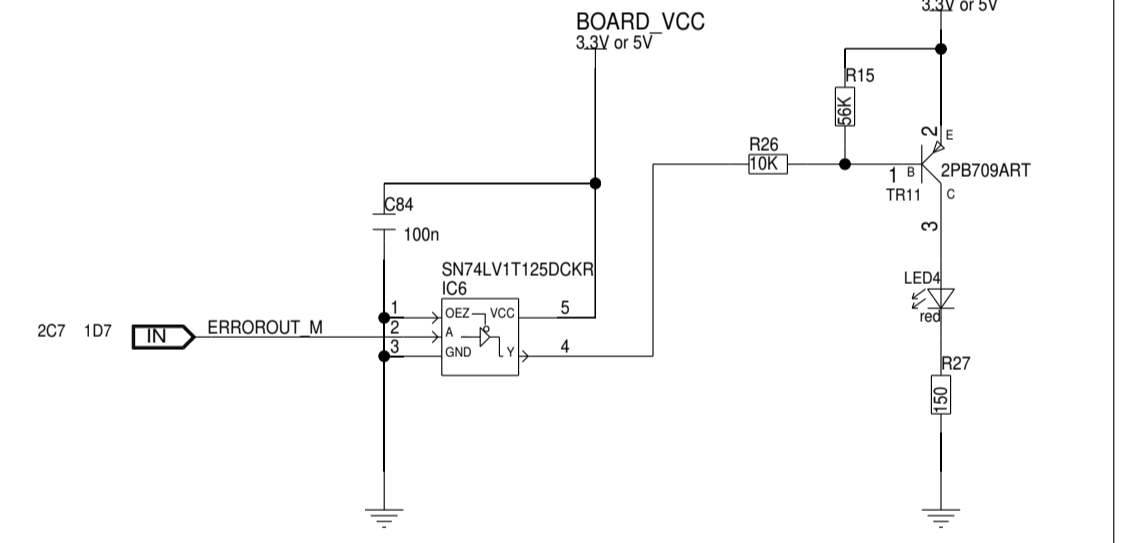 BOARD_VCC
3.3V or 5V
3.3V or 5V
R15
56K
R26
10K
2
E
1 B
2PB709ART
TR11
C
3
C84
100n
SN74LV1T125DCKR
IC6
1
OEZ
VCC
5
2C7 1D7
IN
ERROROUT_M
2
A
3
GND
Y
4
LED4
red
R27
150